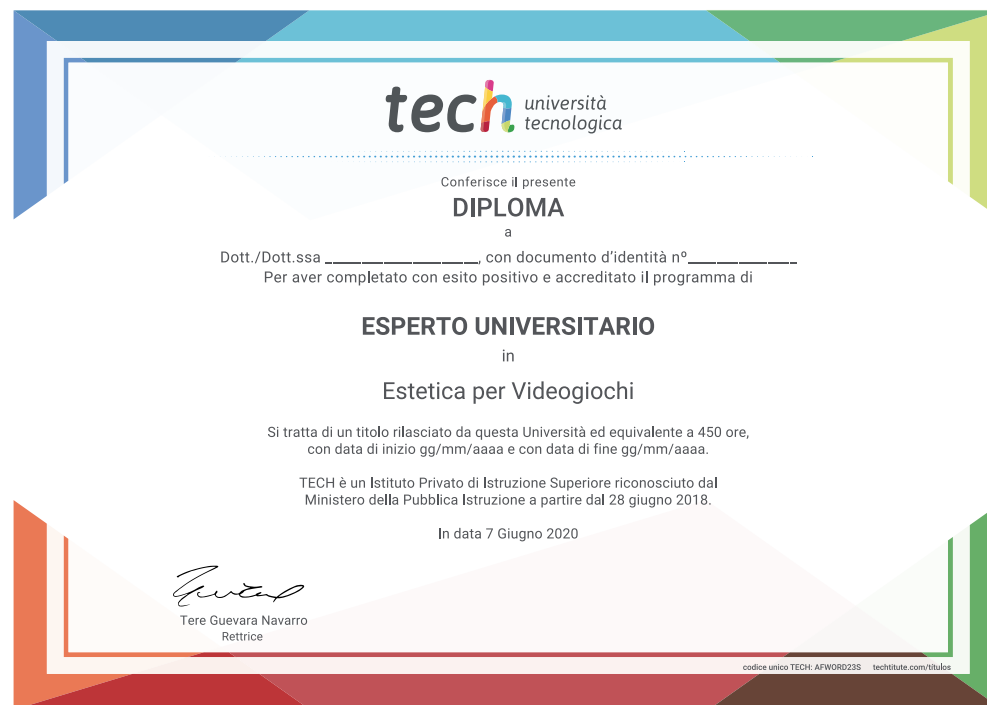 tech università
tecnologica
Conferisce il presente
DIPLOMA
a
Dott./Dott.ssa ____________________, con documento d’identità nº______________
Per aver completato con esito positivo e accreditato il programma di
ESPERTO UNIVERSITARIO
in
Estetica per Videogiochi
Si tratta di un titolo rilasciato da questa Università ed equivalente a 450 ore,
con data di inizio gg/mm/aaaa e con data di fine gg/mm/aaaa.
TECH è un Istituto Privato di Istruzione Superiore riconosciuto dal
Ministero della Pubblica Istruzione a partire dal 28 giugno 2018.
In data 7 Giugno 2020
Tere Guevara Navarro
Rettrice
codice unico TECH: AFWORD23S techtitute.com/titulos